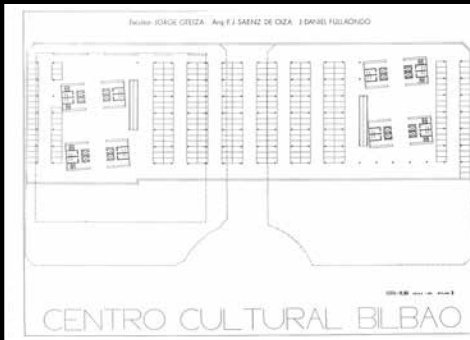 Escultor: JORGE OTEIZA Arq: F. J. SAENZ DE OIZA J. DANIEL FULLAONDO
CENTRO CULTURAL BILBAO